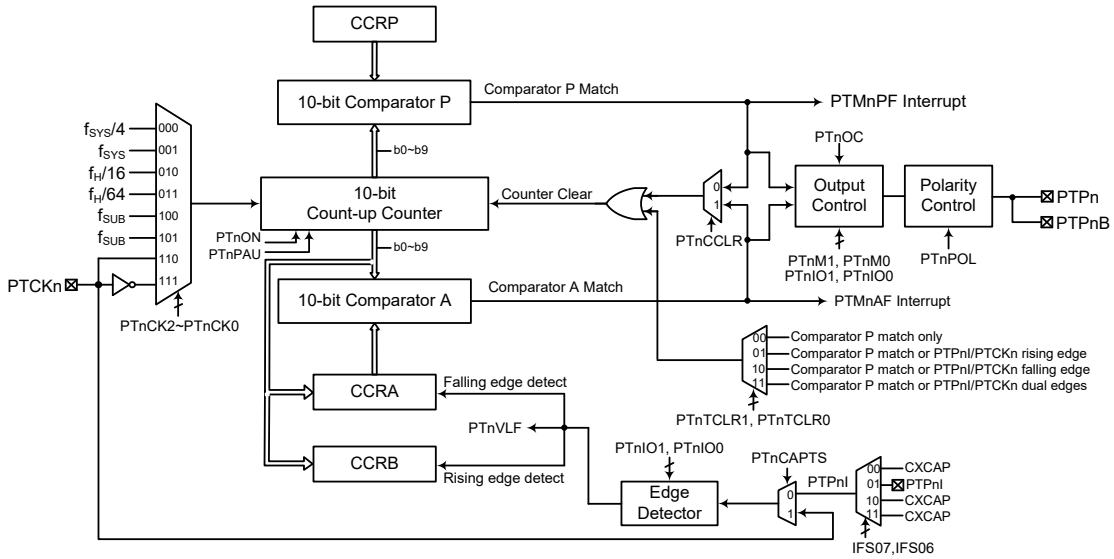 CCRP
10-bit Comparator P
Comparator P Match
PTMnPF Interrupt
b0~b9
fSYS/4
000
fSYS
001
fH/16
010
fH/64
011
fSUB
100
fSUB
101
110
111
PTCKn
PTnCK2~PTnCK0
10-bit
Count-up Counter
PTnON
PTnPAU
b0~b9
Counter Clear
0
1
PTnCCLR
PTnOC
Output
Control
PTnM1, PTnM0
PTnIO1, PTnIO0
Polarity
Control
PTnPOL
PTPn
PTPnB
10-bit Comparator A
Comparator A Match
PTMnAF Interrupt
00
Comparator P match only
01
Comparator P match or PTPnI/PTCKn rising edge
10
Comparator P match or PTPnI/PTCKn falling edge
11
Comparator P match or PTPnI/PTCKn dual edges
PTnTCLR1, PTnTCLR0
CCRA
Falling edge detect
PTnVLF
CCRB
Rising edge detect
PTnIO1, PTnIO0
Edge
Detector
PTnCAPTS
0
1
PTPnI
00
CXCAP
01
PTPnI
10
CXCAP
11
CXCAP
IFS07,IFS06